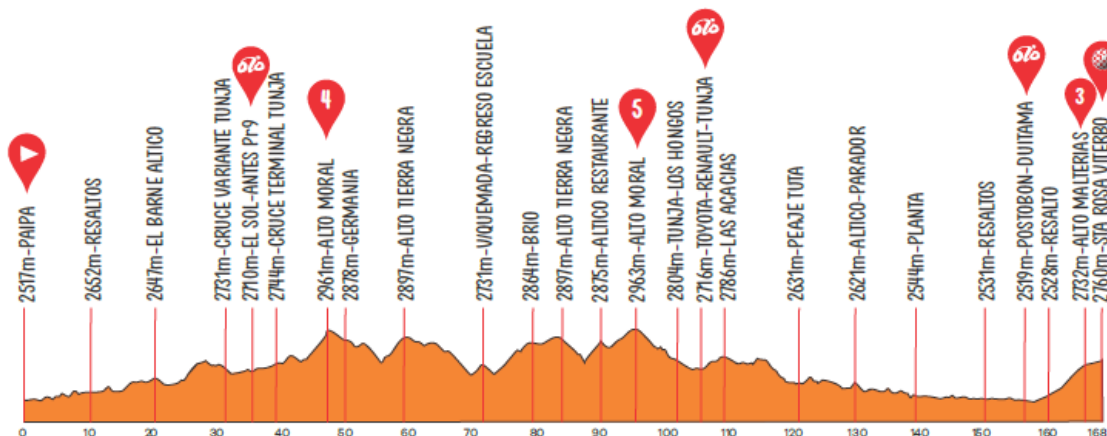 oto
oto
oto
4
5
3
2517m-PAIPA
2652m-RESALTOS
2647m-EL BARNE ALTICO
2731m-CRUCE VARIANTE TUNJA
2710m-EL SOL-ANTES Pr9
2744m-CRUCE TERMINAL TUNJA
2961m-ALTO MORAL
2878m-GERMANIA
2897m-ALTO TIERRA NEGRA
2731m-V/QUEMADA-REGRESO ESCUELA
2864m-BRIO
2897m-ALTO TIERRA NEGRA
2875m-ALTICO RESTAURANTE
2963m-ALTO MORAL
2804m-TUNJA-LOS HONGOS
2716m-TOYOTA-RENAULT-TUNJA
2786m-LAS ACACIAS
2631m-PEAJE TUTA
2621m-ALTICO-PARADOR
2544m-PLANTA
2531m-RESALTOS
2519m-POSTOBON-DUITAMA
2528m-RESALTO
2732m-ALTO MALTERIAS
2760m-STA ROSA VITERBO
0 10 20 30 40 50 60 70 80 90 100 110 120 130 140 150 160 168